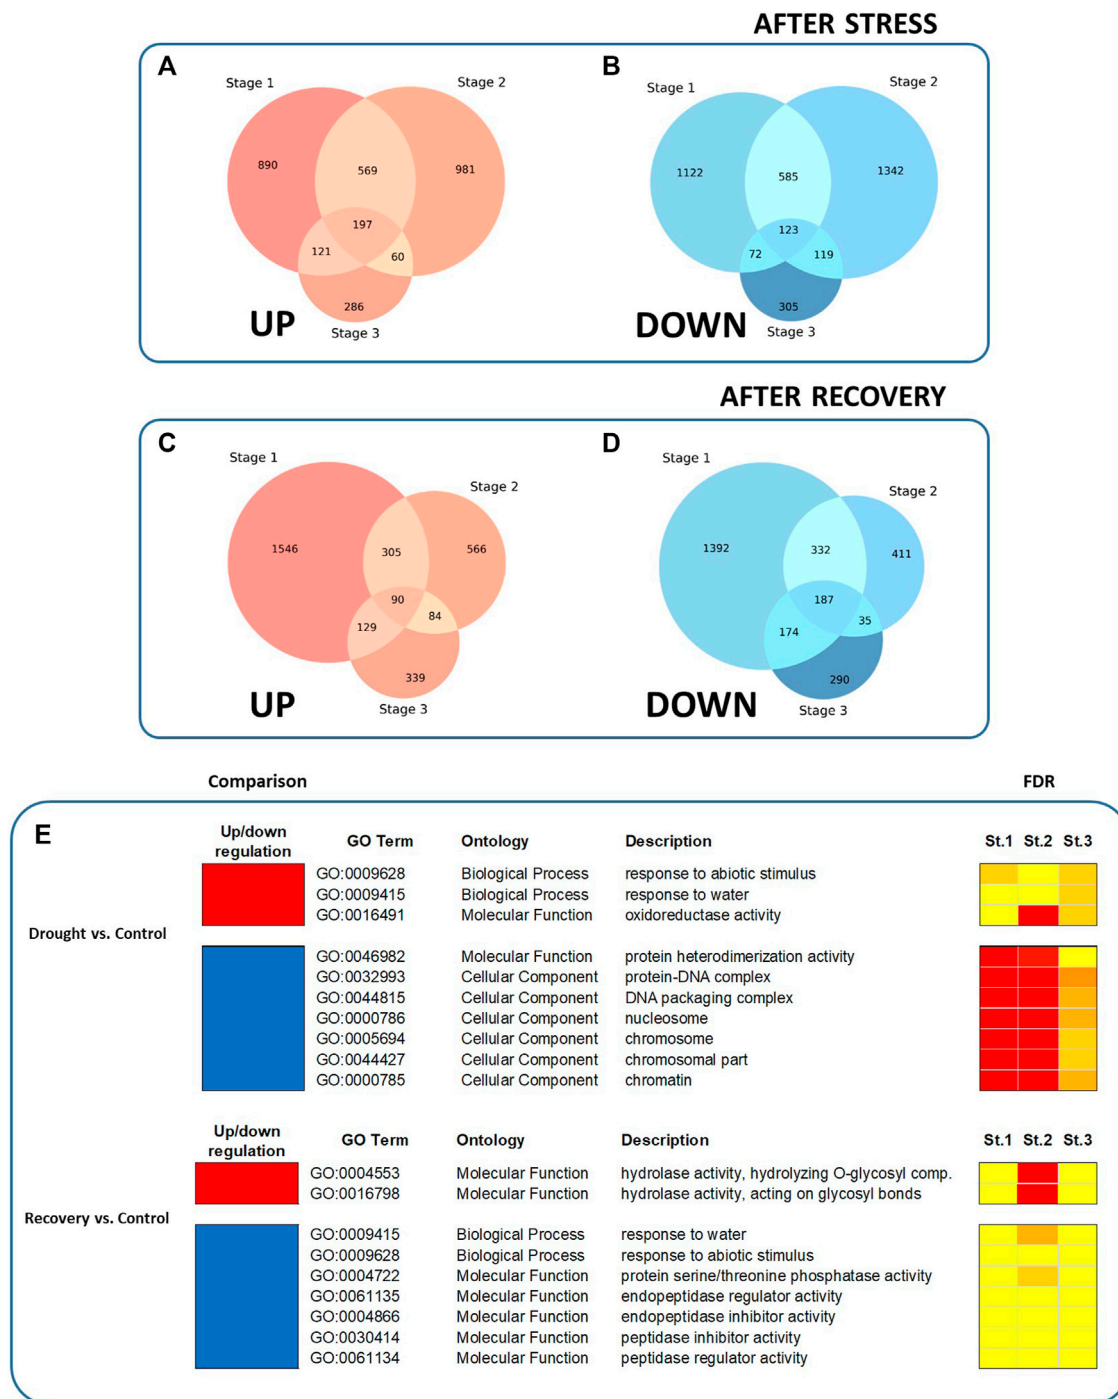 AFTER STRESS
A
Stage 1
Stage 2
890
569
981
197
121
60
286
UP
Stage 3
B
Stage 1
Stage 2
1122
585
1342
123
72
119
305
DOWN
Stage 3
AFTER RECOVERY
C
Stage 1
Stage 2
1546
305
566
90
129
84
339
UP
Stage 3
D
Stage 1
Stage 2
1392
332
411
187
174
35
290
DOWN
Stage 3
Comparison
FDR
E
Up/down regulation GO Term Ontology Description St.1 St.2 St.3
Drought vs. Control
GO:0009628 Biological Process response to abiotic stimulus
GO:0009415 Biological Process response to water
GO:0016491 Molecular Function oxidoreductase activity
GO:0046982 Molecular Function protein heterodimerization activity
GO:0032993 Cellular Component protein-DNA complex
GO:0044815 Cellular Component DNA packaging complex
GO:0000786 Cellular Component nucleosome
GO:0005694 Cellular Component chromosome
GO:0044427 Cellular Component chromosomal part
GO:0000785 Cellular Component chromatin
Up/down regulation GO Term Ontology Description St.1 St.2 St.3
Recovery vs. Control
GO:0004553 Molecular Function hydrolase activity, hydrolyzing O-glycosyl comp.
GO:0016798 Molecular Function hydrolase activity, acting on glycosyl bonds
GO:0009415 Biological Process response to water
GO:0009628 Biological Process response to abiotic stimulus
GO:0004722 Molecular Function protein serine/threonine phosphatase activity
GO:0061135 Molecular Function endopeptidase regulator activity
GO:0004866 Molecular Function endopeptidase inhibitor activity
GO:0030414 Molecular Function peptidase inhibitor activity
GO:0061134 Molecular Function peptidase regulator activity